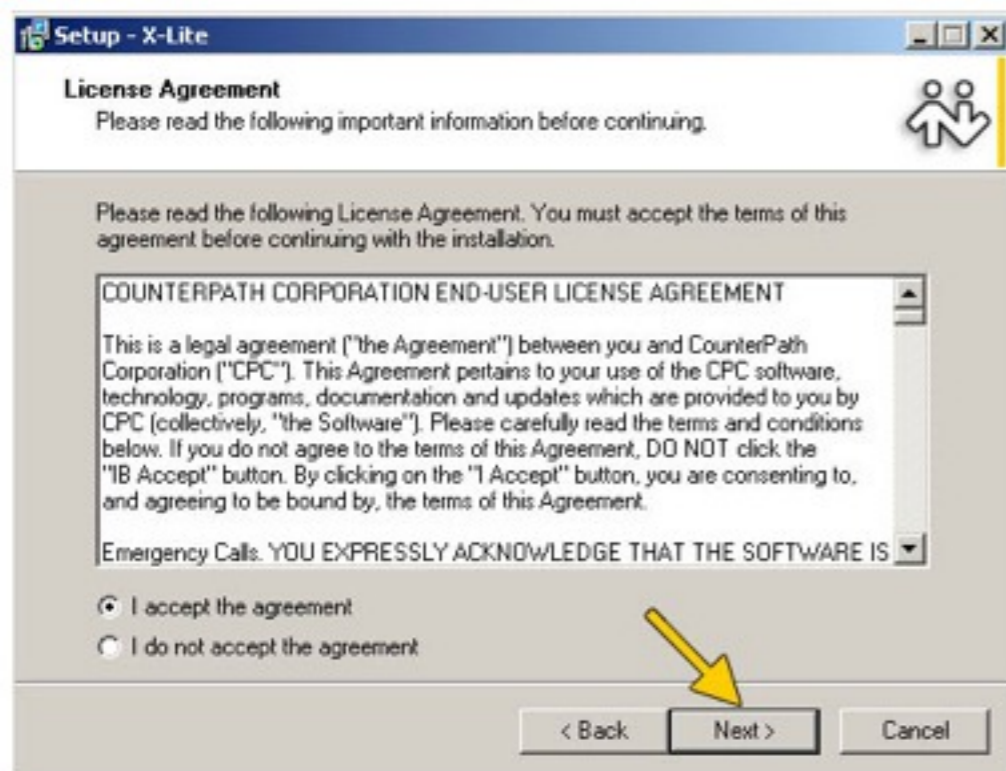 Setup - X-Lite
License Agreement
Please read the following important information before continuing.
Please read the following License Agreement. You must accept the terms of this
agreement before continuing with the installation.
COUNTERPATH CORPORATION END-USER LICENSE AGREEMENT
This is a legal agreement ("the Agreement") between you and CounterPath
Corporation ("CPC"). This Agreement pertains to your use of the CPC software,
technology, programs, documentation and updates which are provided to you by
CPC (collectively, "the Software"). Please carefully read the terms and conditions
below. If you do not agree to the terms of this Agreement, DO NOT click the
"IB Accept" button. By clicking on the "I Accept" button, you are consenting to,
and agreeing to be bound by, the terms of this Agreement.
Emergency Calls. YOU EXPRESSLY ACKNOWLEDGE THAT THE SOFTWARE IS
I accept the agreement
I do not accept the agreement
< Back Next > Cancel